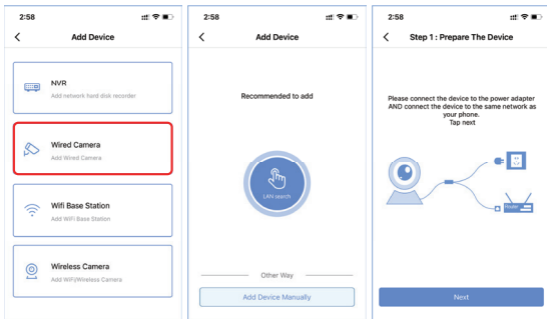 2:58
Add Device
NVR
Add network hard disk recorder
Wired Camera
Add Wired Camera
Wifi Base Station
Add WiFi Base Station
Wireless Camera
Add WiFi/Wireless Camera
2:58
Add Device
Recommended to add
LAN search
Other Way
Add Device Manually
2:58
Step 1 : Prepare The Device
Please connect the device to the power adapter
AND connect the device to the same network as
your phone.
Tap next
Router
Next